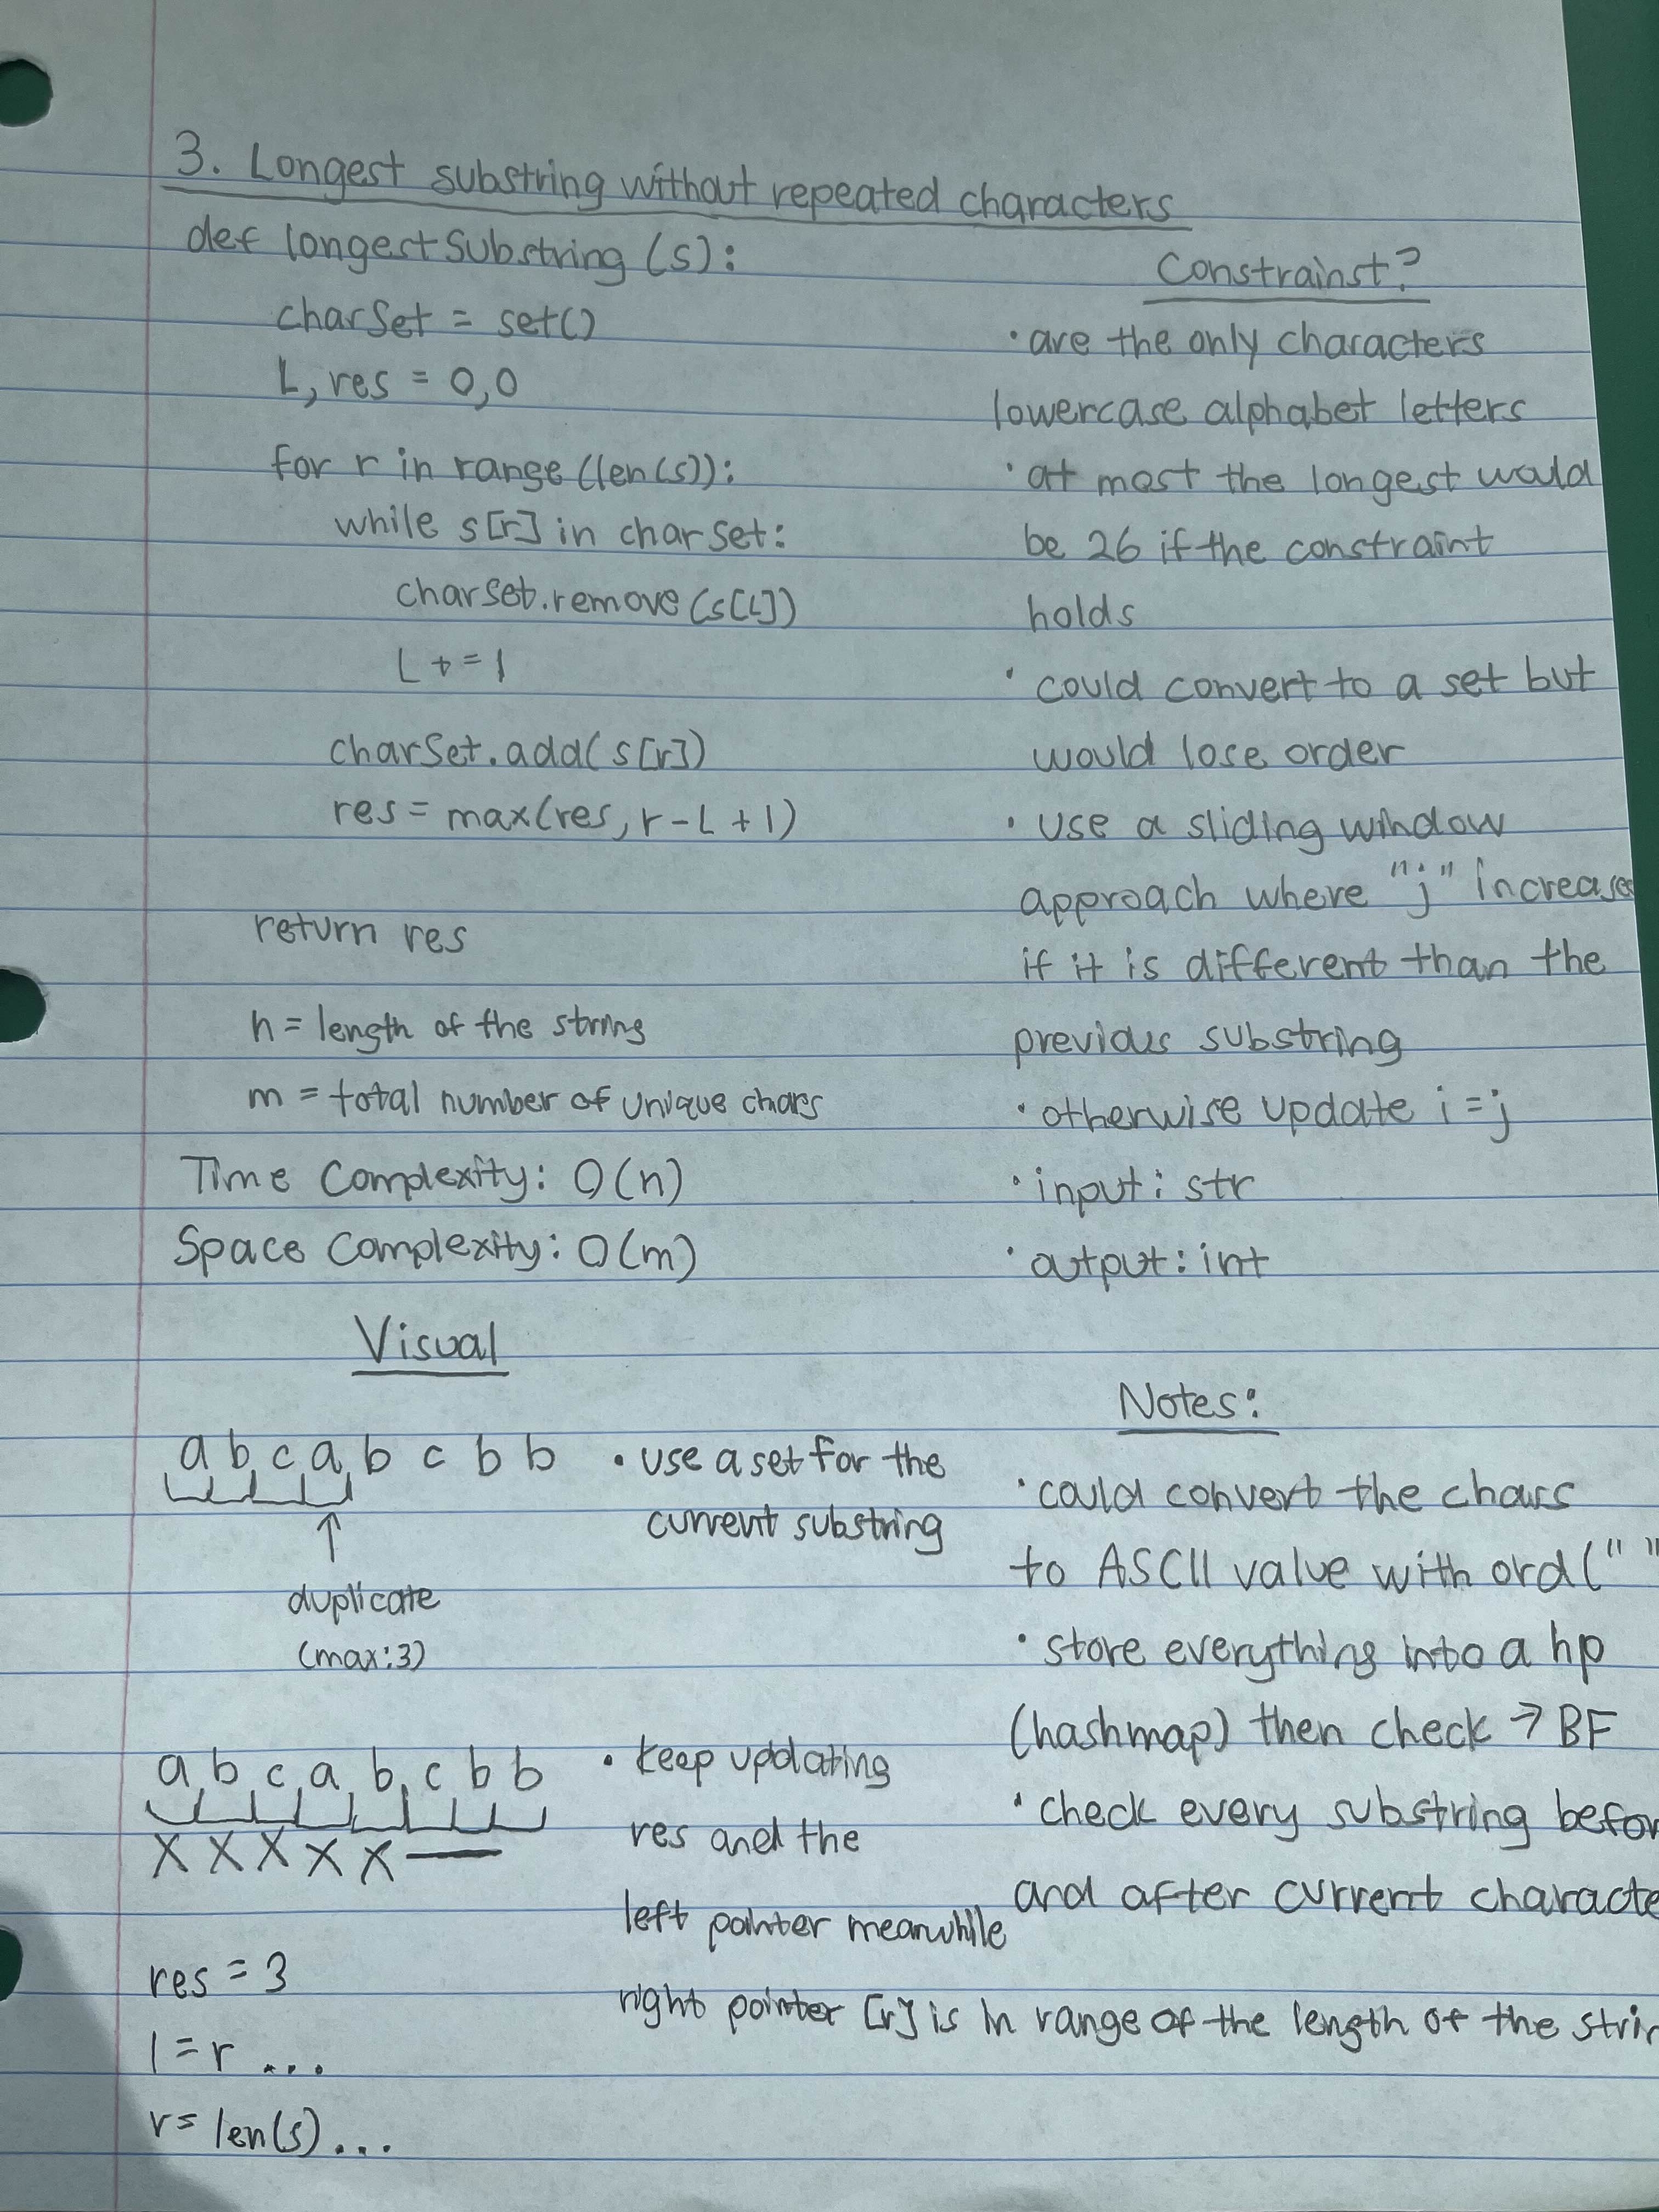 3. Longest substring without repeated characters
def longestSubstring (s):
charSet = set()
L, res = 0,0
for r in range (len(s)):
while s[r] in charSet:
charSet.remove(s[L])
L += 1
charSet.add(s[r])
res = max(res, r - L + 1)
return res
n = length of the string
m = total number of unique chars
Time Complexity: O(n)
Space Complexity: O(m)
Constrainst?
· are the only characters
lowercase alphabet letters
· at most the longest would
be 26 if the constraint
holds
· could convert to a set but
would lose order
· use a sliding window
approach where "j" increases
if it is different than the
previous substring
· otherwise update i = j
· input: str
· output: int
Visual
a b c a b c b b
↑
duplicate
(max: 3)
· use a set for the
current substring
a b c a b c b b
X X X X X —
res = 3
l = r ...
r = len(s) ...
· keep updating
res and the
left pointer meanwhile
right pointer [r] is in range of the length of the strin
Notes:
· could convert the chars
to ASCII value with ord(" "
· store everything into a hp
(hashmap) then check → BF
· check every substring befor
and after current characte